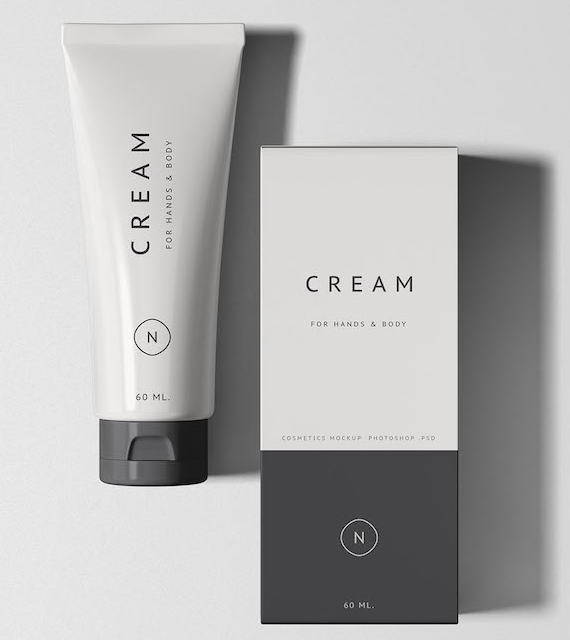 CREAM
FOR HANDS & BODY
N
60 ML.
CREAM
FOR HANDS & BODY
COSMETICS MOCKUP PHOTOSHOP .PSD
N
60 ML.